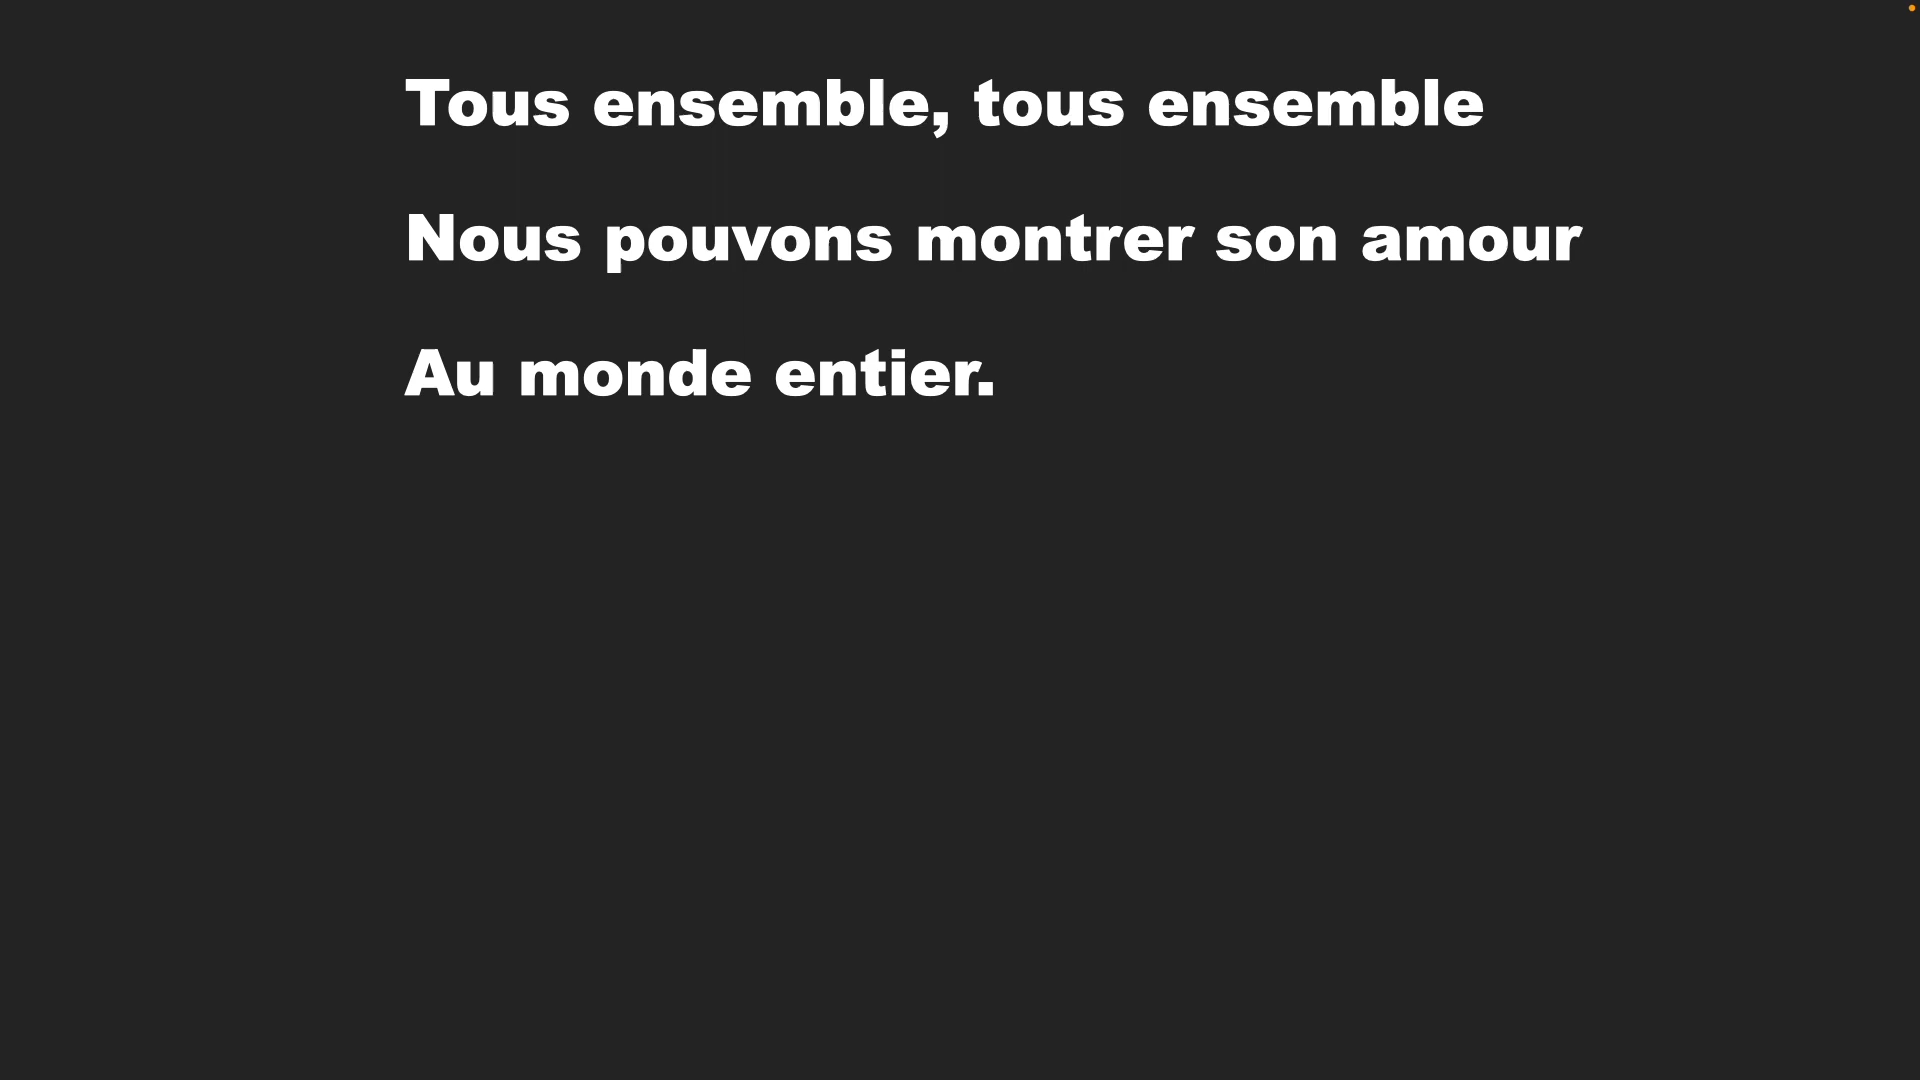 Tous ensemble, tous ensemble
Nous pouvons montrer son amour
Au monde entier.